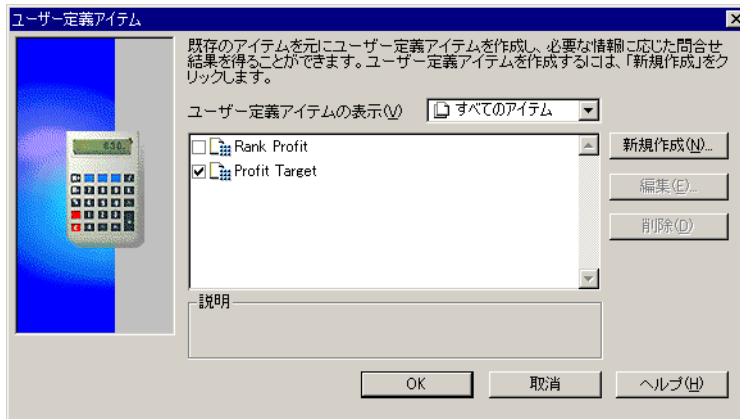 ユーザー定義アイテム
既存のアイテムを元にユーザー定義アイテムを作成し、必要な情報に応じた問合せ
結果を得ることができます。ユーザー定義アイテムを作成するには、「新規作成」をク
リックします。
ユーザー定義アイテムの表示(V)
すべてのアイテム
Rank Profit
Profit Target
新規作成(N)...
編集(E)...
削除(D)
説明
OK
取消
ヘルプ(H)
630.